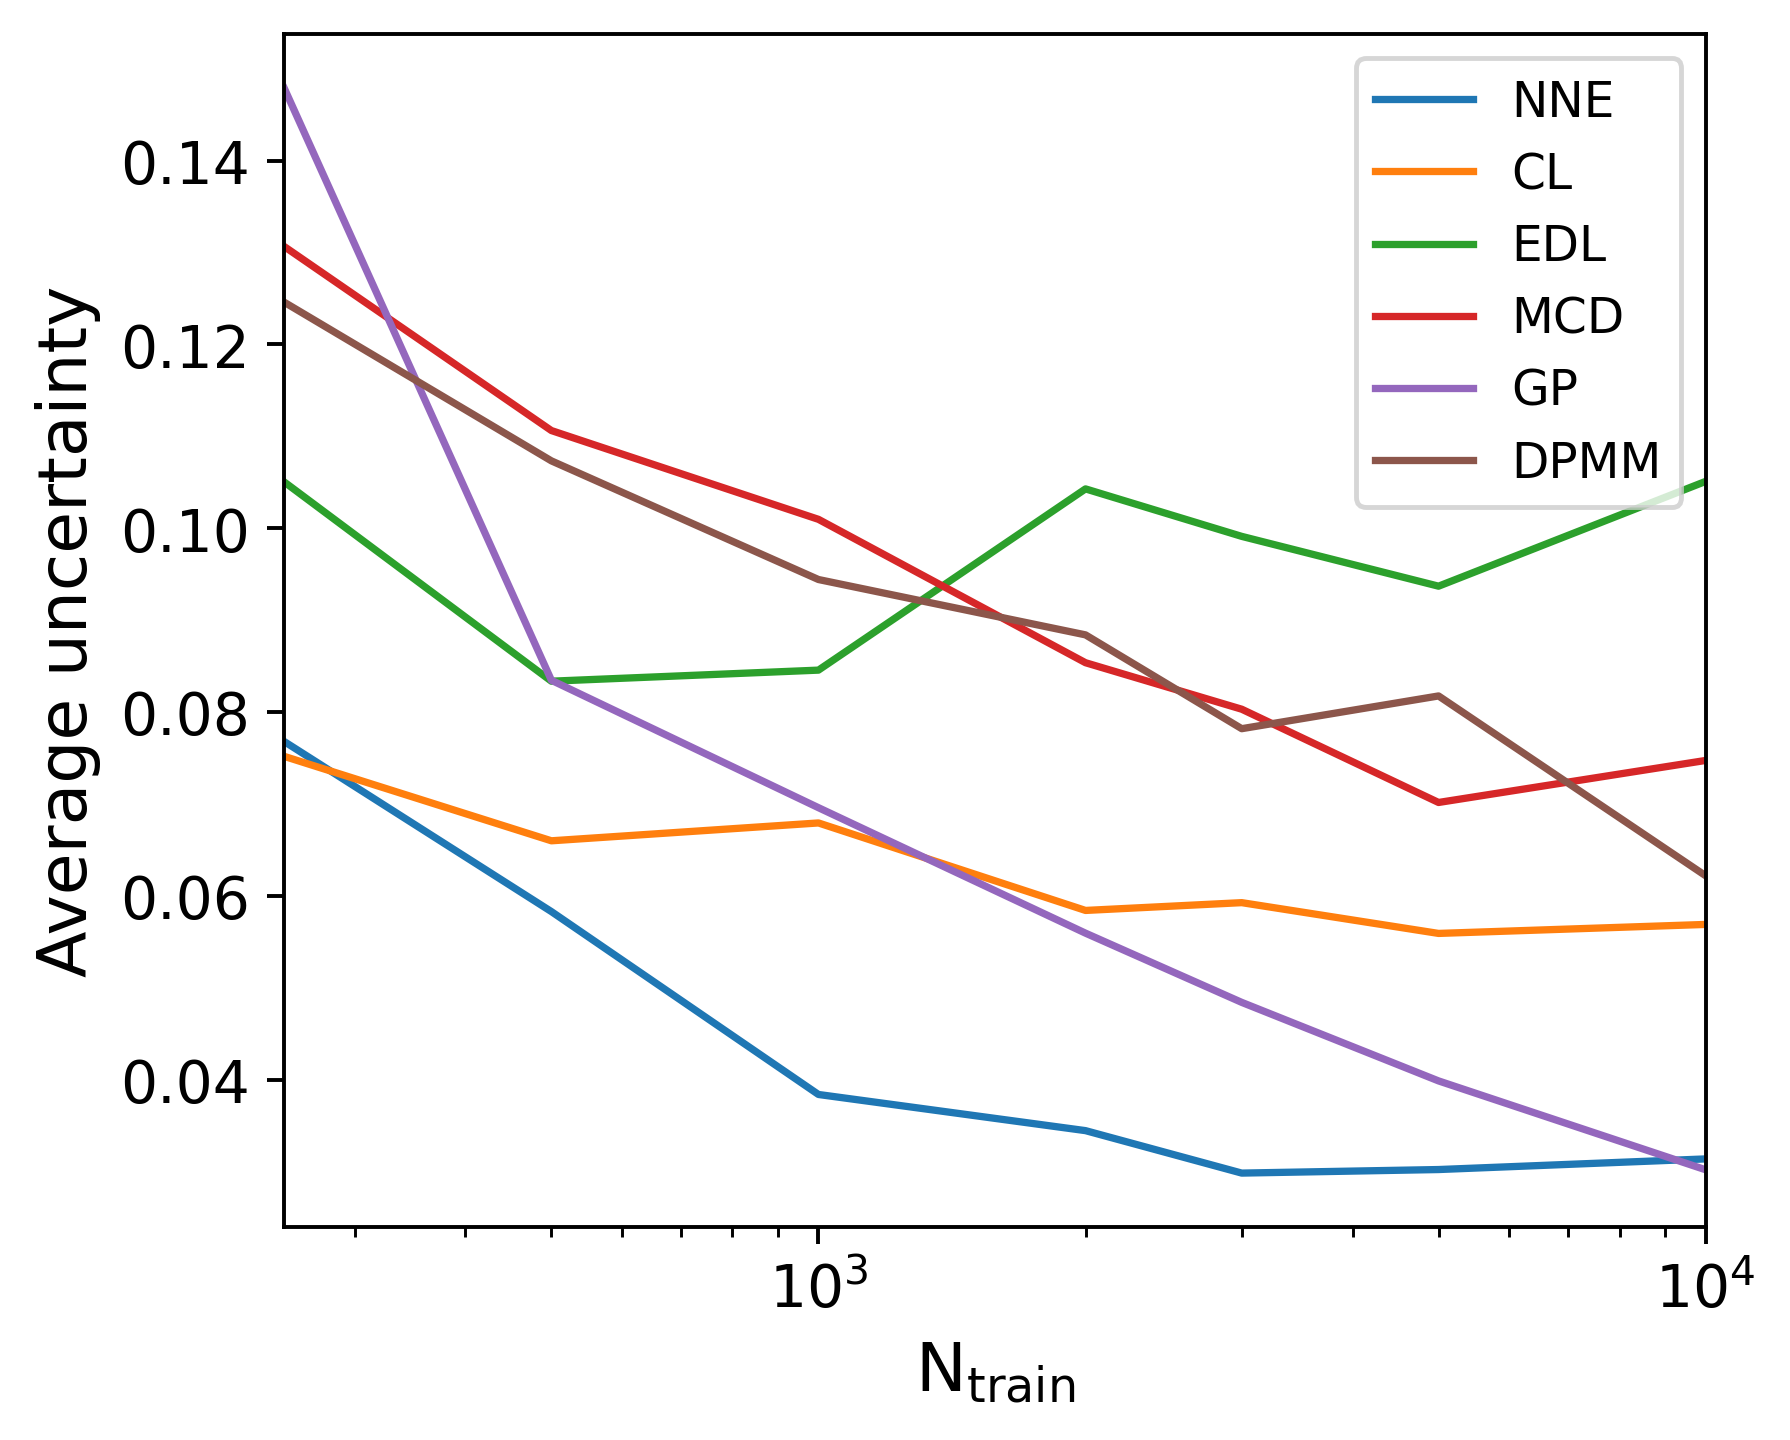 NNE
CL
EDL
MCD
GP
DPMM
0.14
0.12
0.10
0.08
0.06
0.04
Average uncertainty
10³
10⁴
N_train